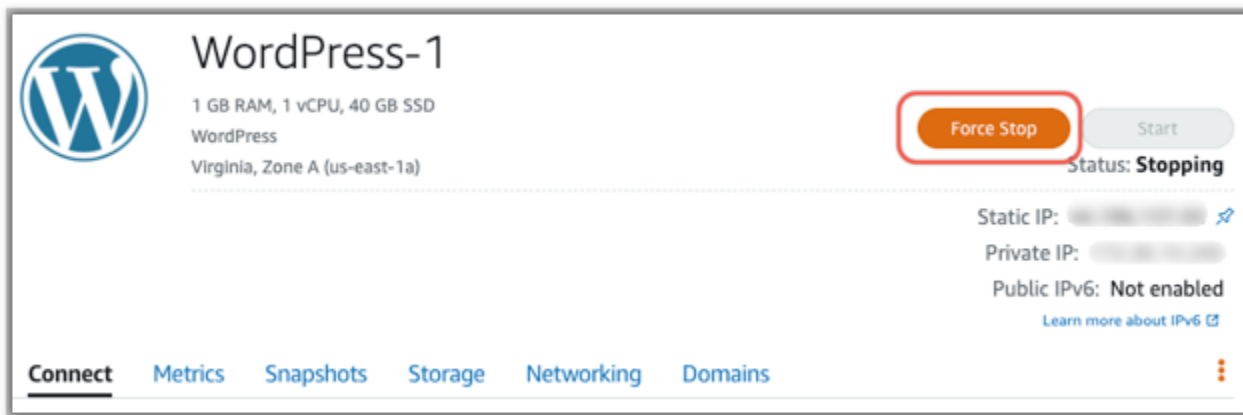 WordPress-1
1 GB RAM, 1 vCPU, 40 GB SSD
WordPress
Virginia, Zone A (us-east-1a)
Force Stop
Start
Status: Stopping
Static IP:
Private IP:
Public IPv6: Not enabled
Learn more about IPv6
Connect Metrics Snapshots Storage Networking Domains